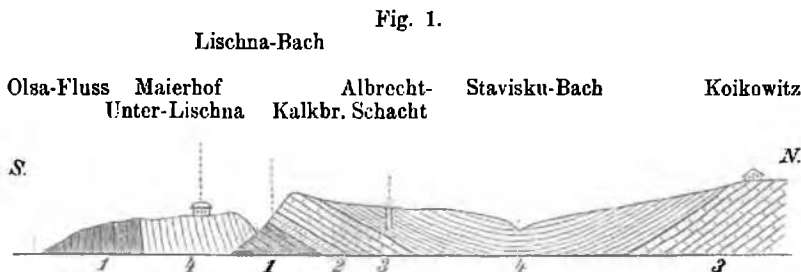 Fig. 1.
Lischna-Bach
Olsa-Fluss Maierhof Albrecht- Stavisku-Bach Koikowitz
Unter-Lischna Kalkbr. Schacht
S. N.
1 4 1 2 3 4 3